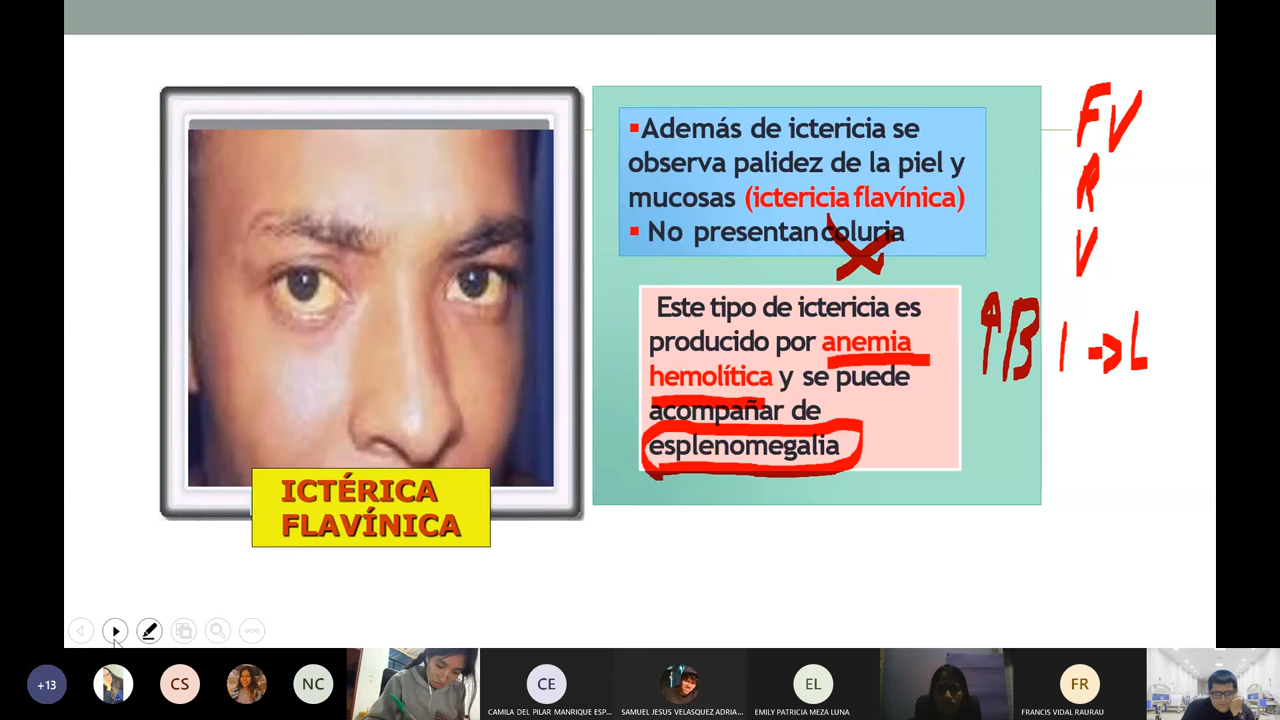 ▪Además de ictericia se
observa palidez de la piel y
mucosas (ictericia flavínica)
▪ No presentan coluria
Este tipo de ictericia es
producido por anemia
hemolítica y se puede
acompañar de
esplenomegalia
ICTÉRICA
FLAVÍNICA
FV
R
V
↑B I → L
+13
CS
NC
CE
CAMILA DEL PILAR MANRIQUE ESP...
SAMUEL JESUS VELASQUEZ ADRIA...
EL
EMILY PATRICIA MEZA LUNA
FR
FRANCIS VIDAL RAURAU